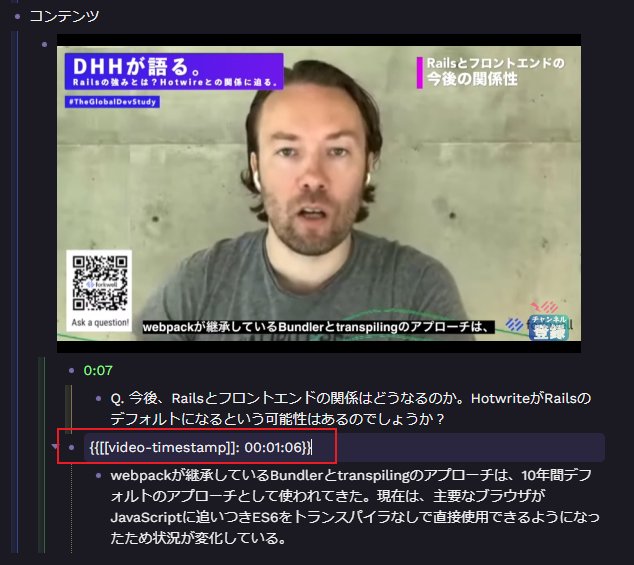 コンテンツ
DHHが語る。
Railsの強みとは？Hotwireとの関係に迫る。
#TheGlobalDevStudy
Railsとフロントエンドの
今後の関係性
forkwell
Ask a question!
webpackが継承しているBundlerとtranspilingのアプローチは、
チャンネル
登録
0:07
Q. 今後、Railsとフロントエンドの関係はどうなるのか。HotwriteがRailsの
デフォルトになるという可能性はあるのでしょうか？
{{[[video-timestamp]]: 00:01:06}}
webpackが継承しているBundlerとtranspilingのアプローチは、10年間デフ
ォルトのアプローチとして使われてきた。現在は、主要なブラウザが
JavaScriptに追いつきES6をトランスパイラなしで直接使用できるようになっ
たため状況が変化している。